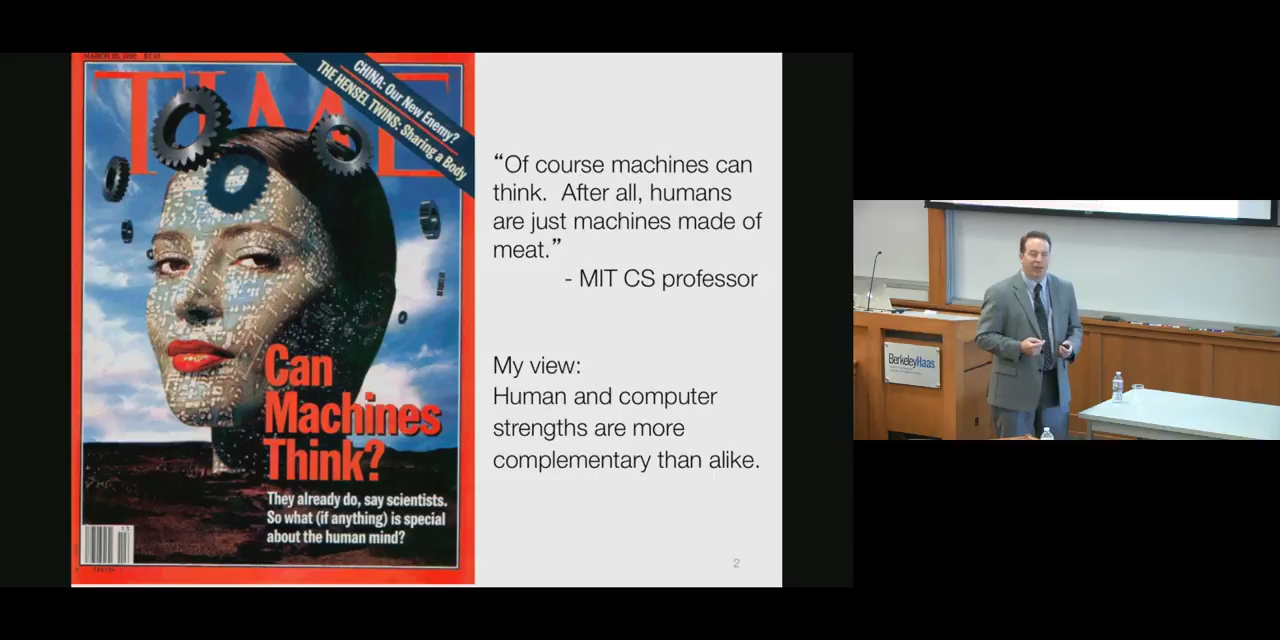 MARCH 25, 1996
TIME
CHINA: Our New Enemy?
THE HENSEL TWINS: Sharing a Body
Can
Machines
Think?
They already do, say scientists.
So what (if anything) is special
about the human mind?
“Of course machines can
think.  After all, humans
are just machines made of
meat.”
- MIT CS professor
My view:
Human and computer
strengths are more
complementary than alike.
2
BerkeleyHaas